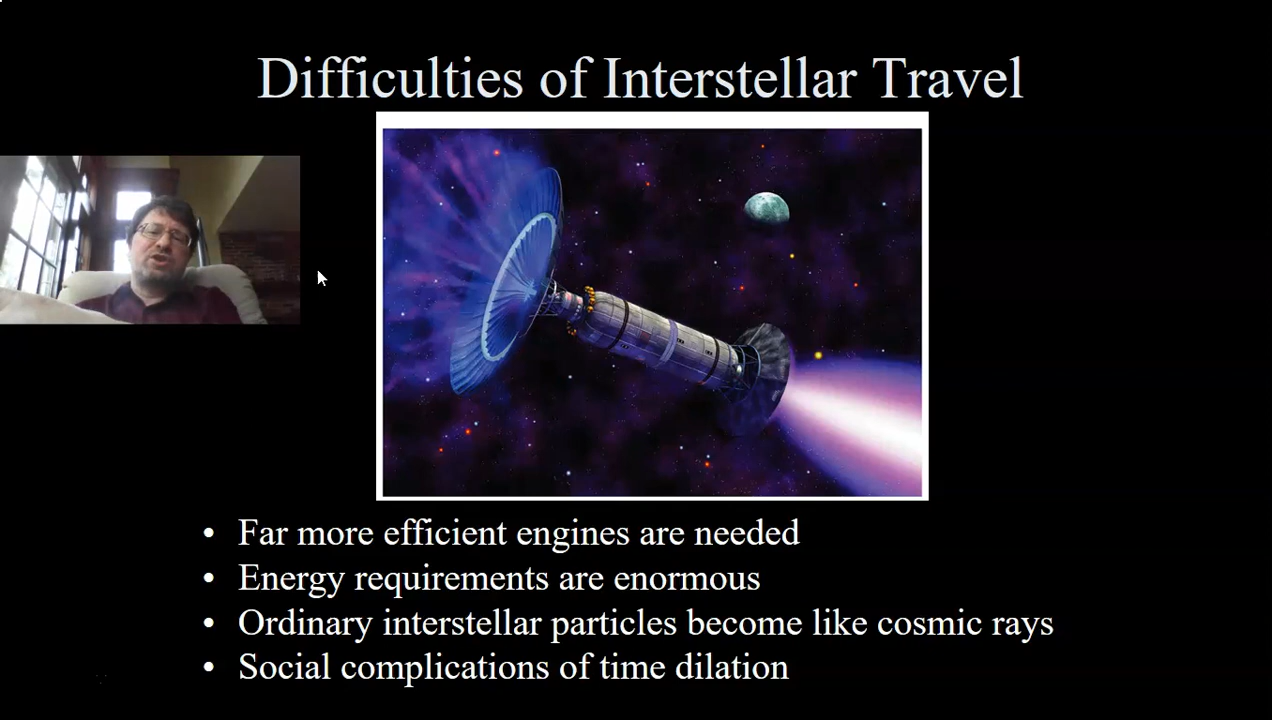 Difficulties of Interstellar Travel
• Far more efficient engines are needed
• Energy requirements are enormous
• Ordinary interstellar particles become like cosmic rays
• Social complications of time dilation